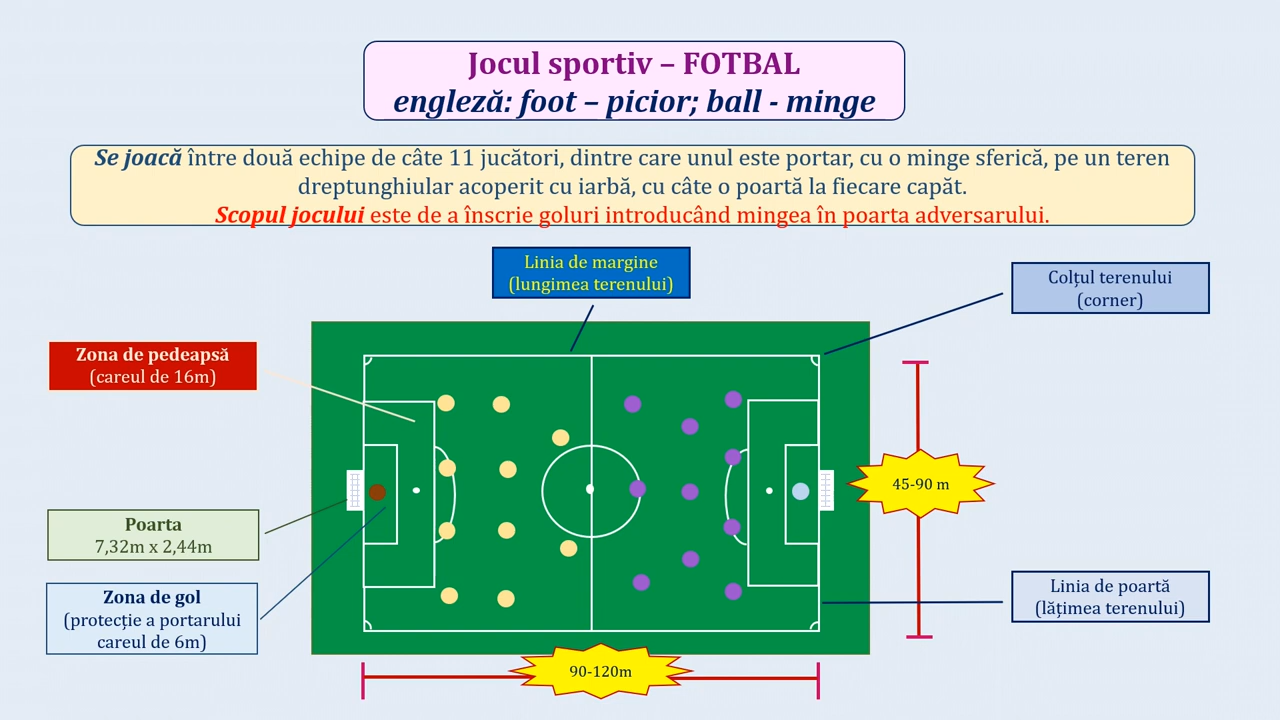 Jocul sportiv – FOTBAL
engleză: foot – picior; ball - minge
Se joacă între două echipe de câte 11 jucători, dintre care unul este portar, cu o minge sferică, pe un teren
dreptunghiular acoperit cu iarbă, cu câte o poartă la fiecare capăt.
Scopul jocului este de a înscrie goluri introducând mingea în poarta adversarului.
Linia de margine
(lungimea terenului)
Colțul terenului
(corner)
Zona de pedeapsă
(careul de 16m)
45-90 m
Poarta
7,32m x 2,44m
Linia de poartă
(lățimea terenului)
Zona de gol
(protecție a portarului
careul de 6m)
90-120m